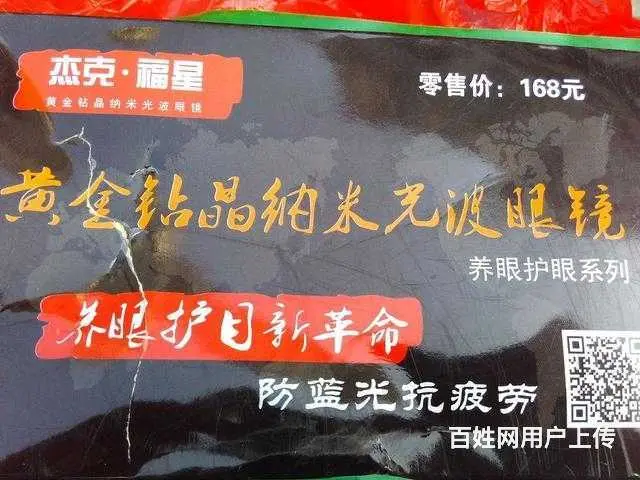 杰克·福星
黄金钻晶纳米光波眼镜
零售价：168元
黄金钻晶纳米光波眼镜
养眼护眼系列
养眼护目新革命
防蓝光抗疲劳
百姓网用户上传